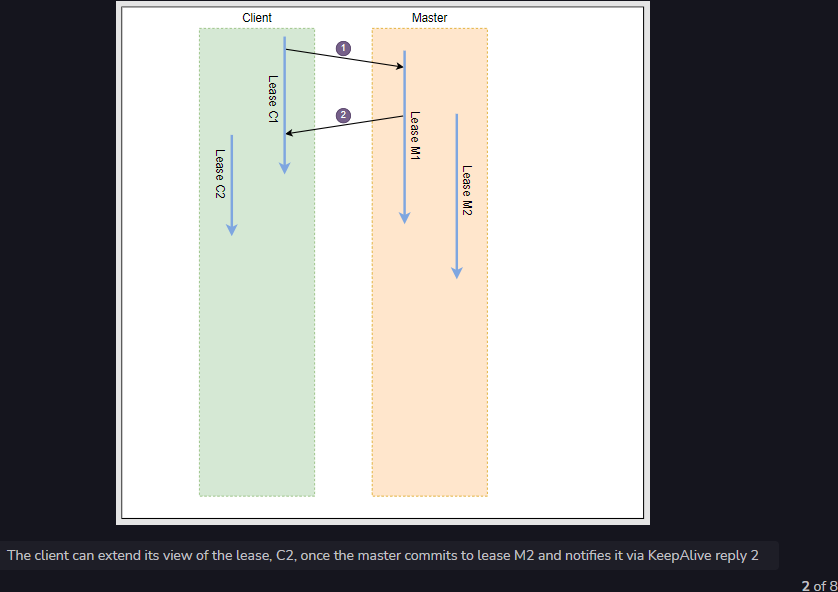 Client
Master
1
Lease C1
2
Lease M1
Lease C2
Lease M2
The client can extend its view of the lease, C2, once the master commits to lease M2 and notifies it via KeepAlive reply 2
2 of 8